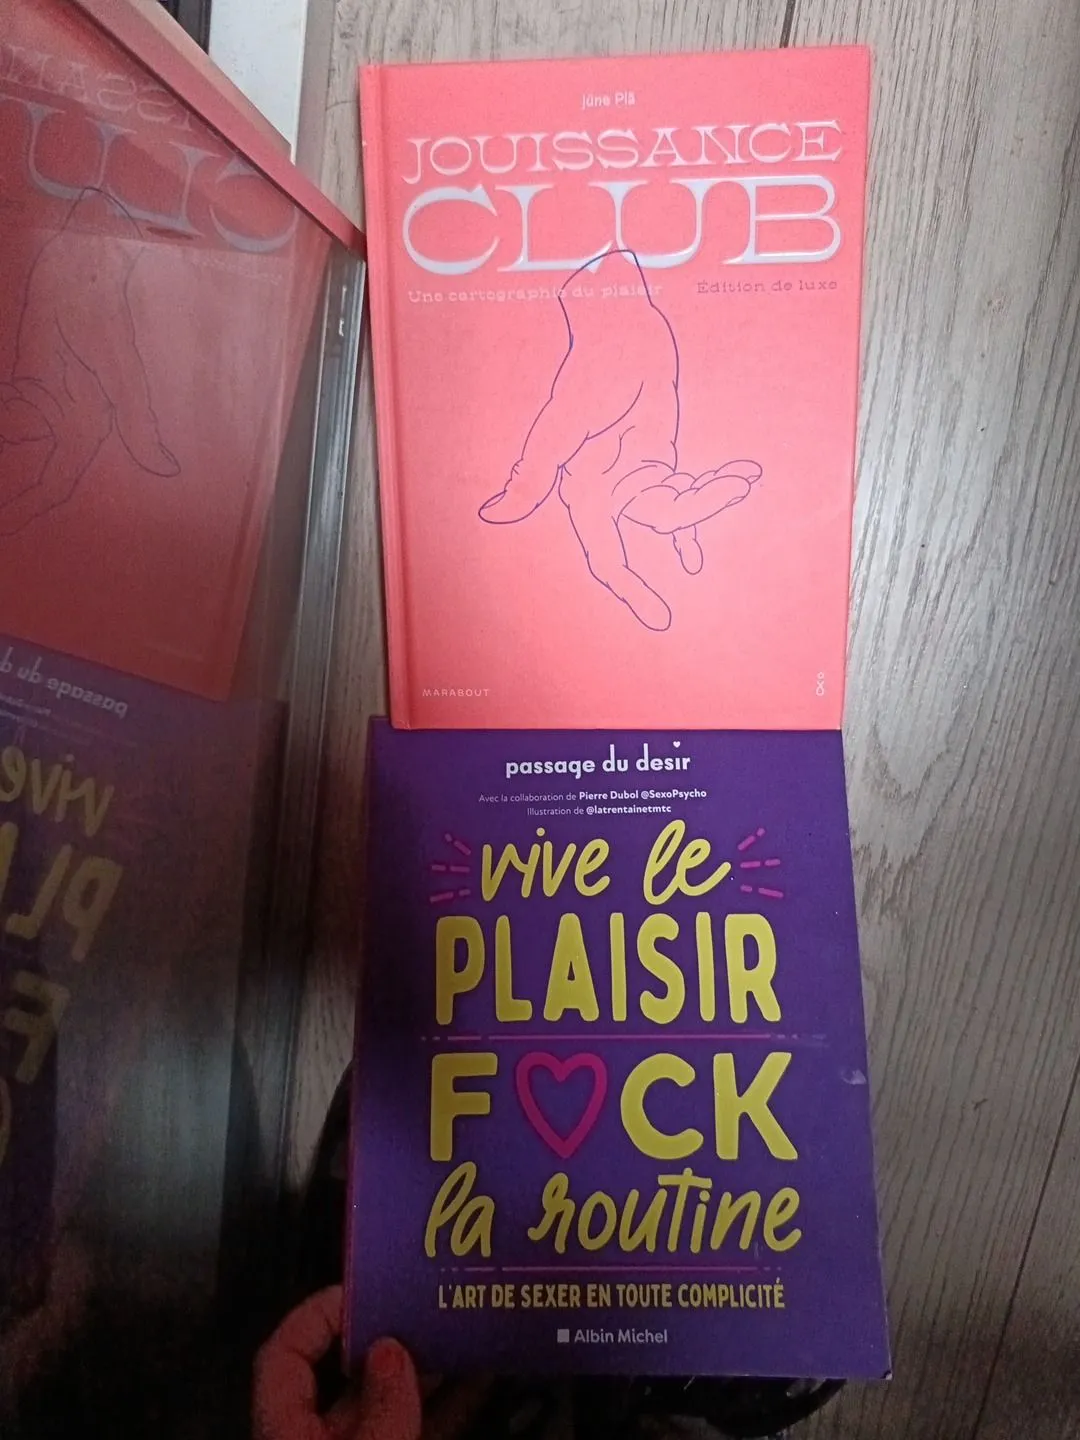 jüne Plã
JOUISSANCE
CLUB
Une cartographie du plaisir Édition de luxe
MARABOUT
passage du desir
Avec la collaboration de Pierre Dubol @SexoPsycho
Illustration de @latrentainetmtc
vive le
PLAISIR
F♡CK
la routine
L'ART DE SEXER EN TOUTE COMPLICITÉ
Albin Michel